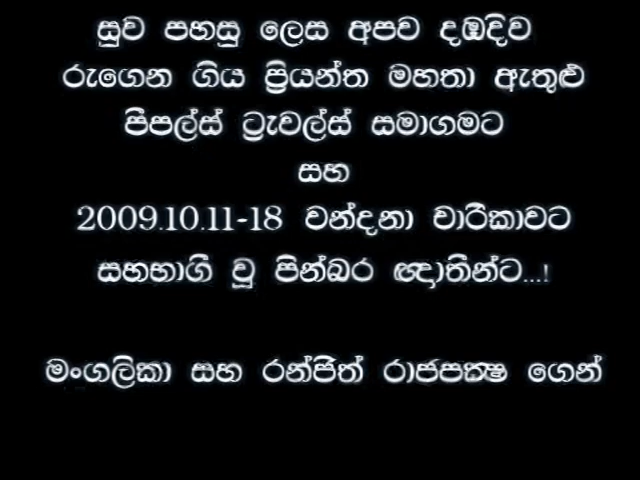 සුව පහසු ලෙස අපව දඹදිව
රුගෙන ගිය ප්‍රියන්ත මහතා ඇතුළු
පීපල්ස් ට්‍රැවල්ස් සමාගමට
සහ
2009.10.11-18 වන්දනා චාරිකාවට
සහභාගී වූ පින්බර ඥාතීන්ට...!
මංගලිකා සහ රන්ජිත් රාජපක්‍ෂ ගෙන්